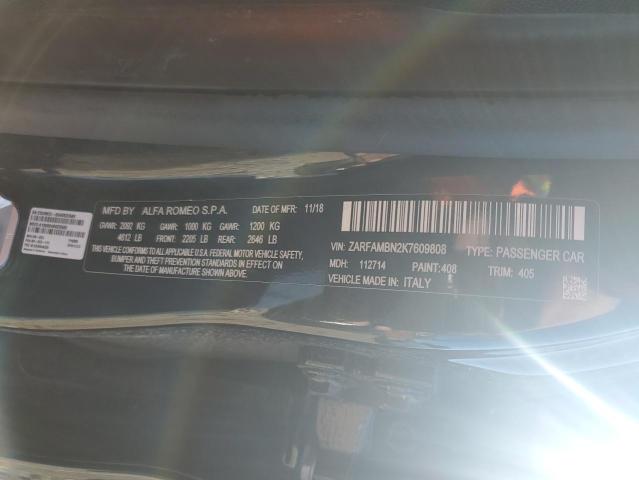 MFD BY ALFA ROMEO S.P.A. DATE OF MFR: 11/18
GVWR: 2092 KG GAWR: 1000 KG GAWR: 1200 KG
4612 LB FRONT: 2205 LB REAR: 2646 LB
THIS VEHICLE CONFORMS TO ALL APPLICABLE U.S.A. FEDERAL MOTOR VEHICLE SAFETY,
BUMPER AND THEFT PREVENTION STANDARDS IN EFFECT ON THE DATE OF MANUFACTURE SHOWN ABOVE.
VIN: ZARFAMBN2K7609808 TYPE: PASSENGER CAR
MDH: 112714 PAINT: 408 TRIM: 405
VEHICLE MADE IN: ITALY